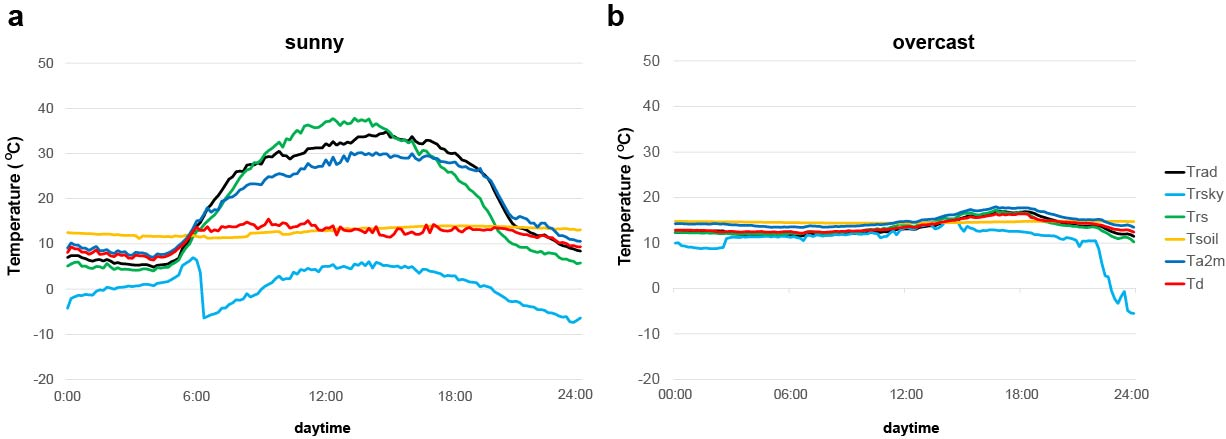 a
sunny
Temperature ( °C)
50
40
30
20
10
0
-10
-20
0:00 6:00 12:00 18:00 24:00
daytime
b
overcast
Temperature ( °C)
50
40
30
20
10
0
-10
-20
00:00 06:00 12:00 18:00 24:00
daytime
Trad
Trsky
Trs
Tsoil
Ta2m
Td